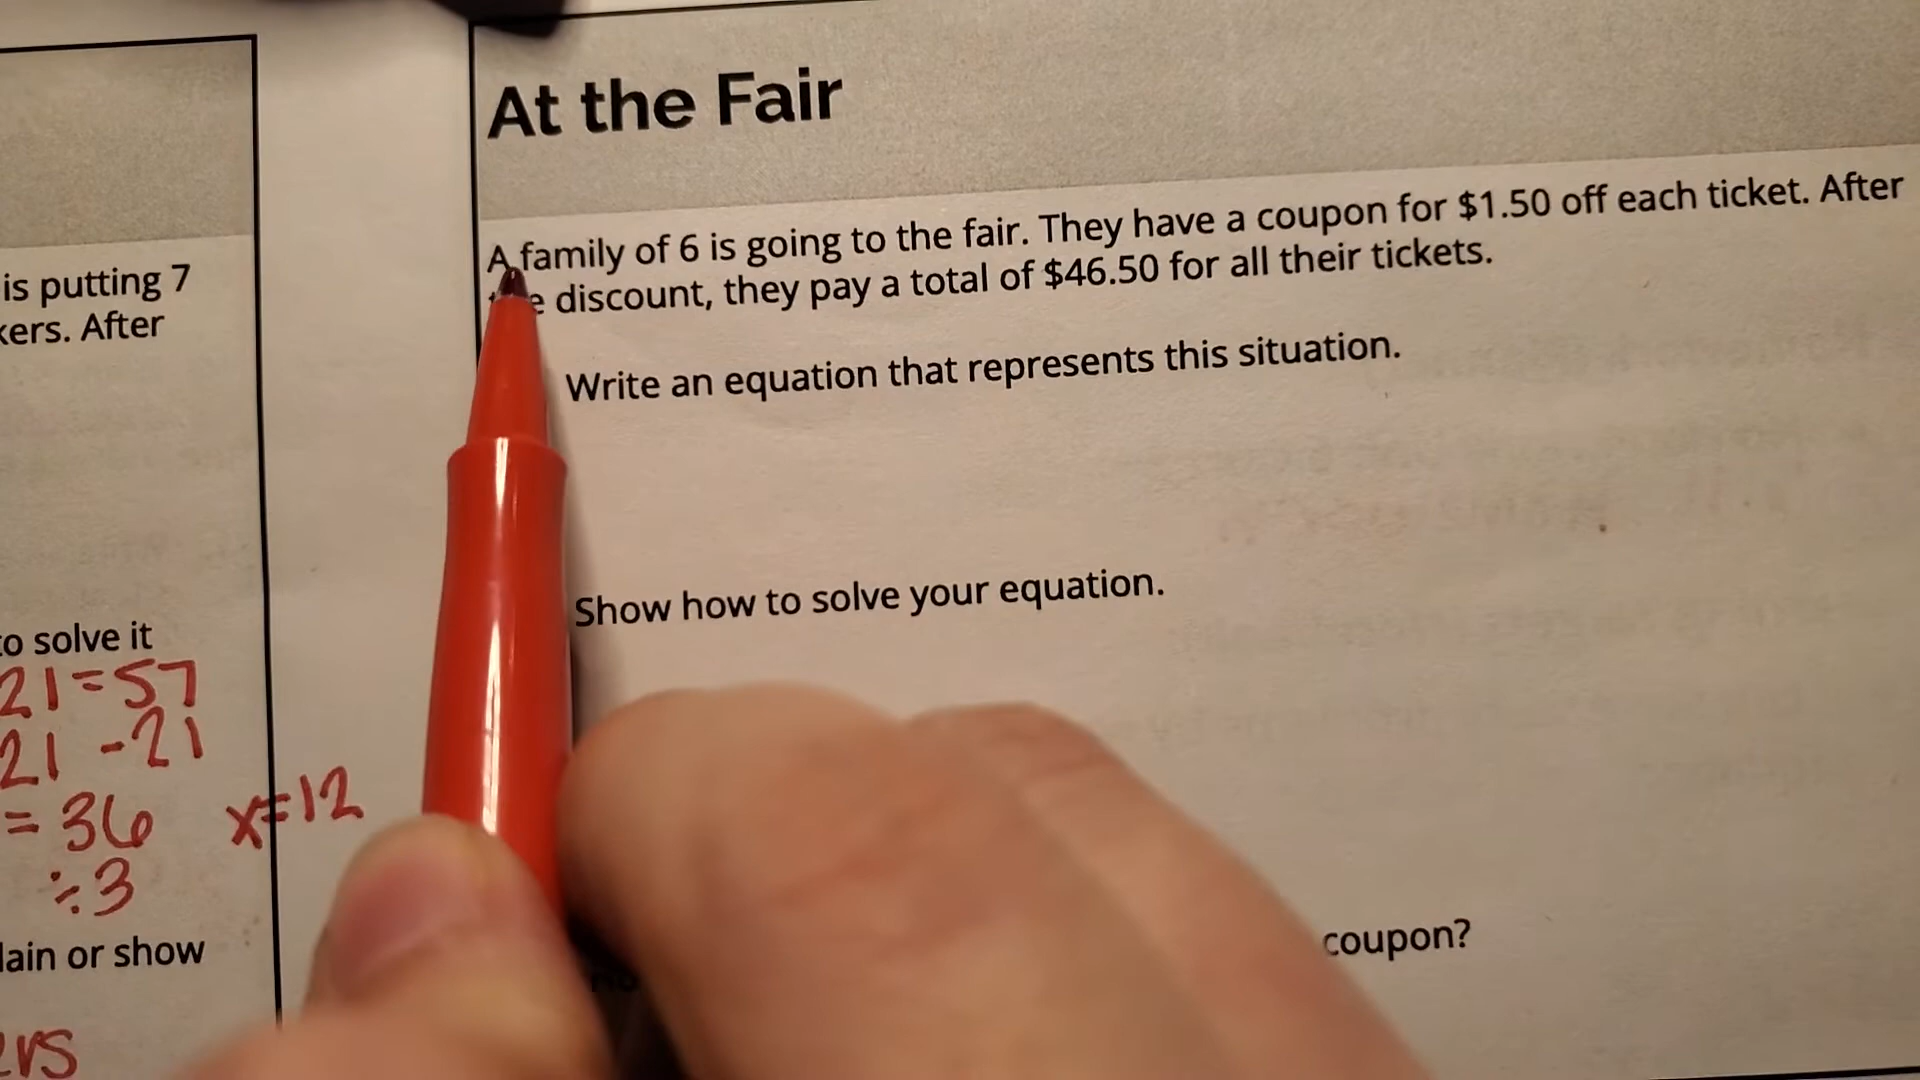 At the Fair
A family of 6 is going to the fair. They have a coupon for $1.50 off each ticket. After
discount, they pay a total of $46.50 for all their tickets.
Write an equation that represents this situation.
Show how to solve your equation.
coupon?
is putting 7
After
solve it
21=57
21 -21
= 36
÷3
x=12
or show